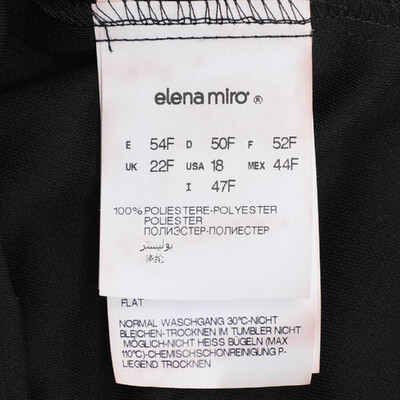 elena miro®
E 54F D 50F F 52F
UK 22F USA 18 MEX 44F
I 47F
100% POLIESTERE-POLYESTER
POLIESTER
ПОЛИЭСТЕР-ПОЛИЕСТЕР
بوليستر
FLAT
NORMAL WASCHGANG 30°C-NICHT
BLEICHEN-TROCKNEN IM TUMBLER NICHT
MÖGLICH-NICHT HEISS BÜGELN (MAX
110°C)-CHEMISCHSCHONREINIGUNG P-
LIEGEND TROCKNEN